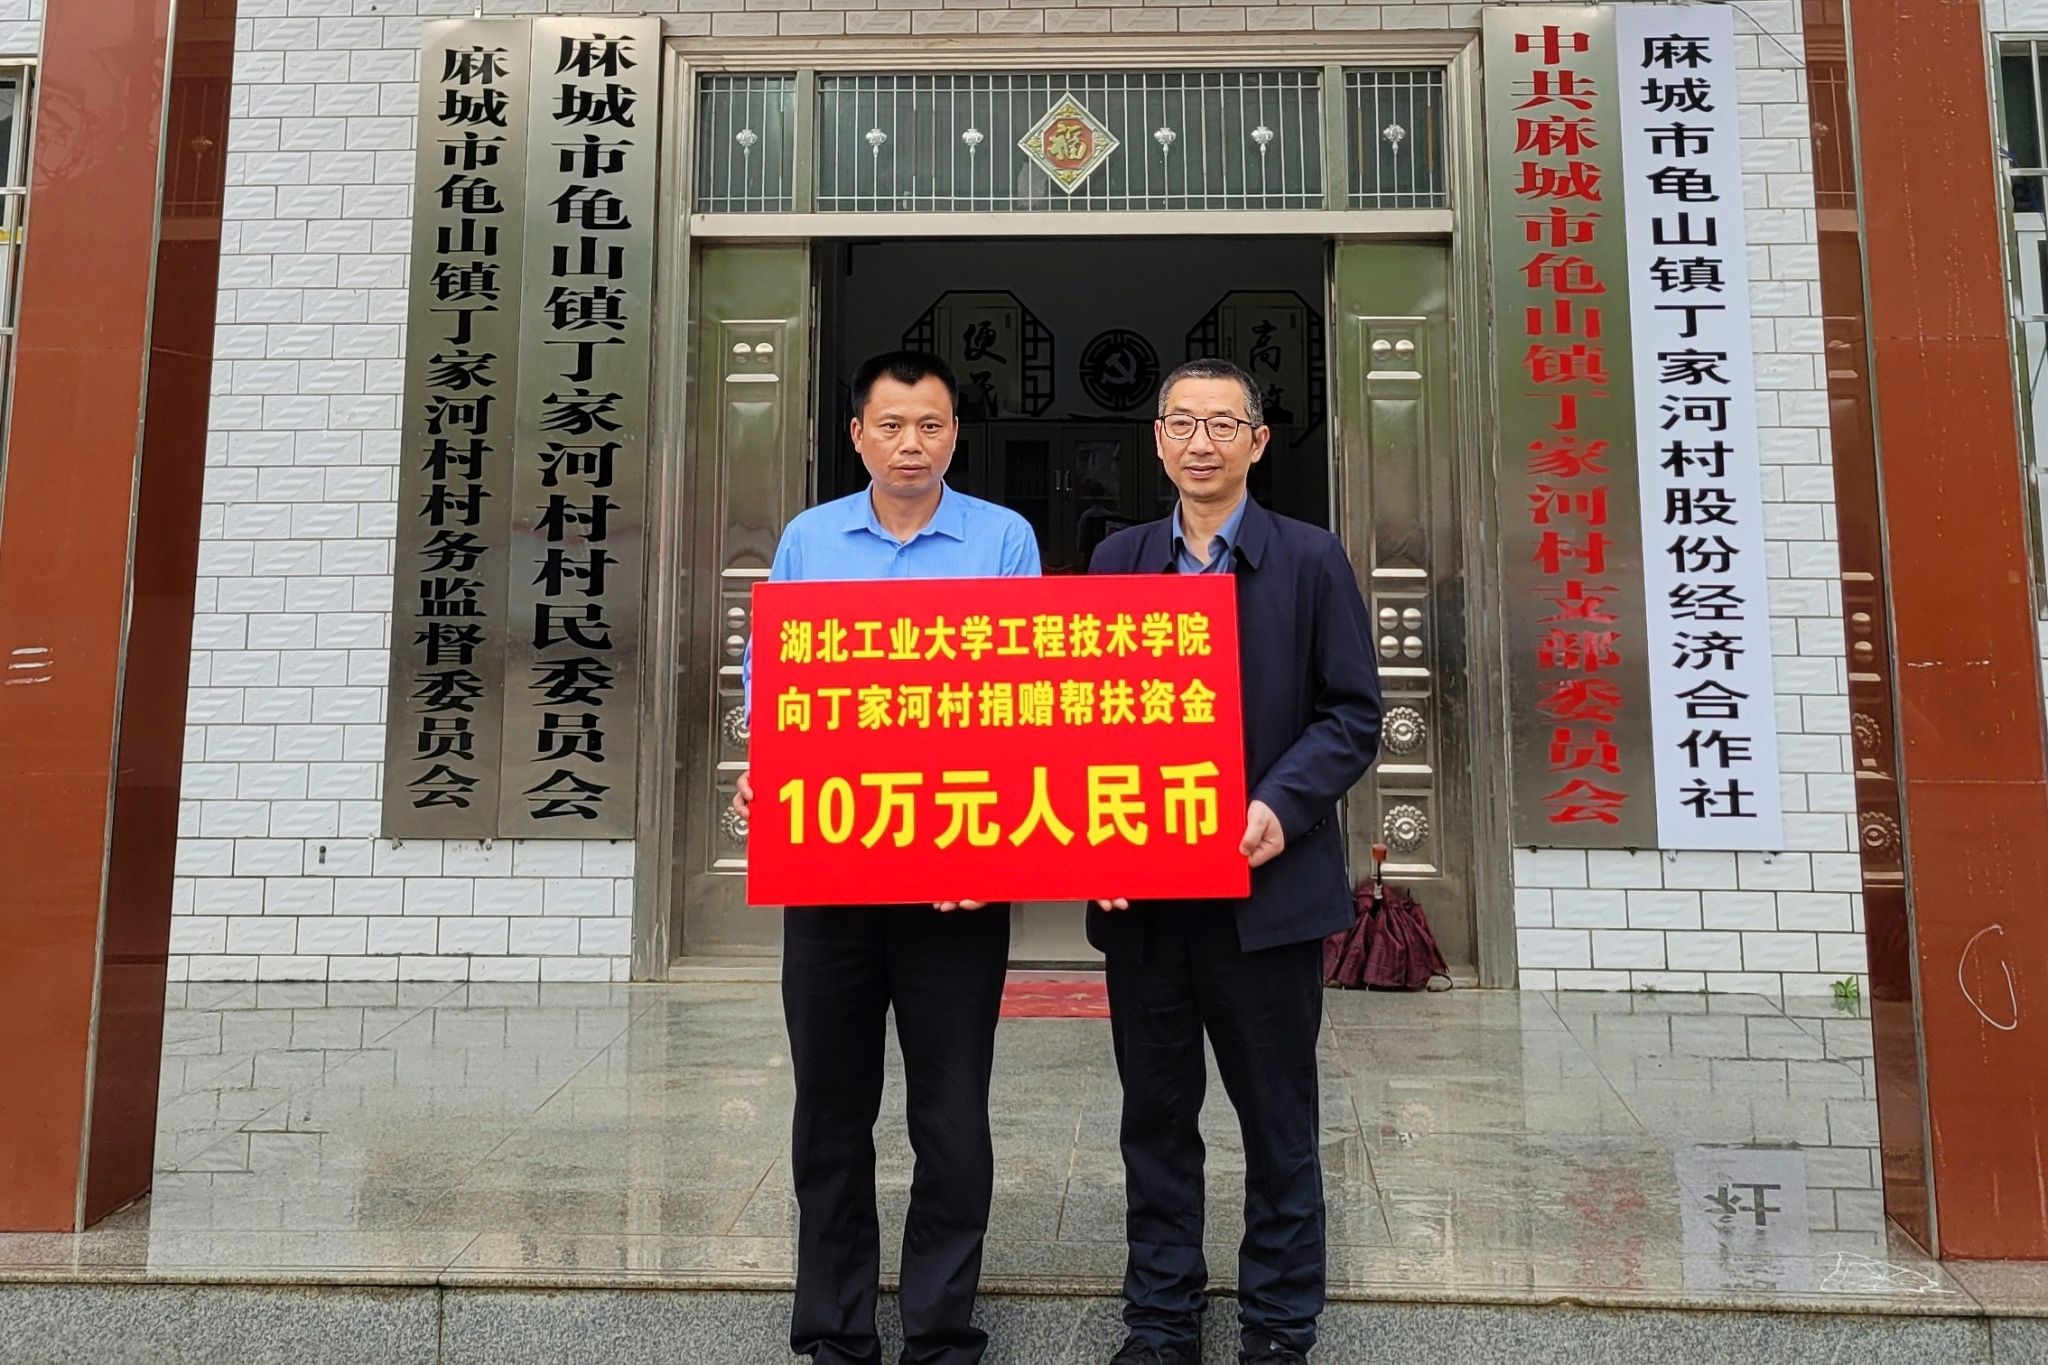 麻城市龟山镇丁家河村村务监督委员会
麻城市龟山镇丁家河村村民委员会
福
便民
高效
中共麻城市龟山镇丁家河村支部委员会
麻城市龟山镇丁家河村股份经济合作社
湖北工业大学工程技术学院
向丁家河村捐赠帮扶资金
10万元人民币